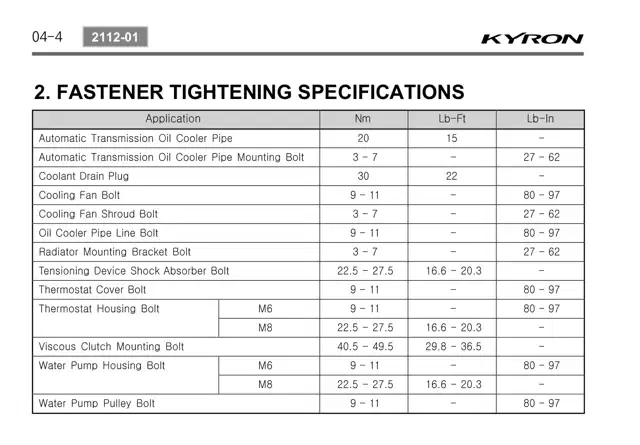 04-4 2112-01 KYRON
2. FASTENER TIGHTENING SPECIFICATIONS
Application Nm Lb-Ft Lb-In
Automatic Transmission Oil Cooler Pipe 20 15 -
Automatic Transmission Oil Cooler Pipe Mounting Bolt 3 - 7 - 27 - 62
Coolant Drain Plug 30 22 -
Cooling Fan Bolt 9 - 11 - 80 - 97
Cooling Fan Shroud Bolt 3 - 7 - 27 - 62
Oil Cooler Pipe Line Bolt 9 - 11 - 80 - 97
Radiator Mounting Bracket Bolt 3 - 7 - 27 - 62
Tensioning Device Shock Absorber Bolt 22.5 - 27.5 16.6 - 20.3 -
Thermostat Cover Bolt 9 - 11 - 80 - 97
Thermostat Housing Bolt M6 9 - 11 - 80 - 97
M8 22.5 - 27.5 16.6 - 20.3 -
Viscous Clutch Mounting Bolt 40.5 - 49.5 29.8 - 36.5 -
Water Pump Housing Bolt M6 9 - 11 - 80 - 97
M8 22.5 - 27.5 16.6 - 20.3 -
Water Pump Pulley Bolt 9 - 11 - 80 - 97